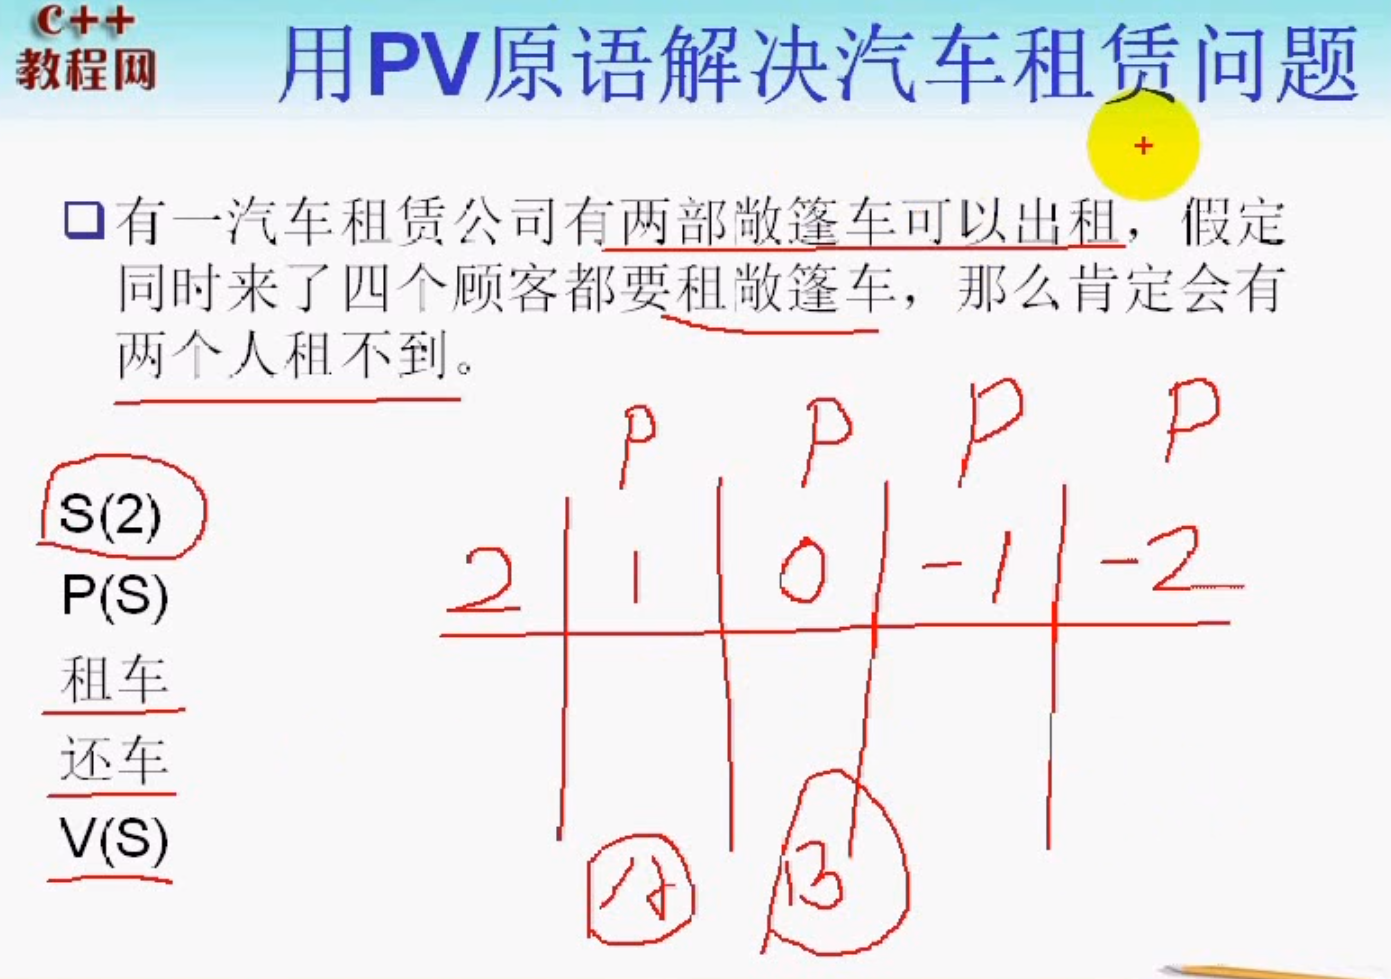 C++
教程网
用PV原语解决汽车租赁问题
有一汽车租赁公司有两部敞篷车可以出租，假定
同时来了四个顾客都要租敞篷车，那么肯定会有
两个人租不到。
P P P P
S(2)
2 1 0 -1 -2
P(S)
租车
还车
V(S)